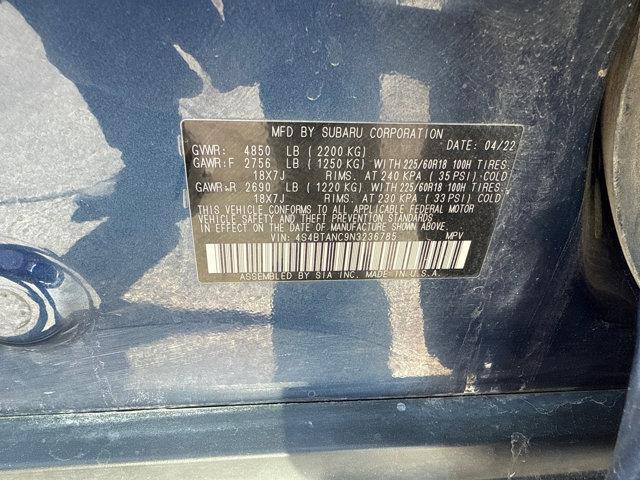 MFD BY SUBARU CORPORATION
GVWR: 4850 LB (2200 KG) DATE: 04/22
GAWR:F 2756 LB (1250 KG) WITH 225/60R18 100H TIRES.
18X7J RIMS. AT 240 KPA (35 PSI) COLD
GAWR:R 2690 LB (1220 KG) WITH 225/60R18 100H TIRES.
18X7J RIMS. AT 230 KPA (33 PSI) COLD
THIS VEHICLE CONFORMS TO ALL APPLICABLE FEDERAL MOTOR
VEHICLE SAFETY AND THEFT PREVENTION STANDARDS
IN EFFECT ON THE DATE OF MANUFACTURE SHOWN ABOVE.
VIN: 4S4BTANC9N3236785 MPV
ASSEMBLED BY SIA INC. MADE IN U.S.A.